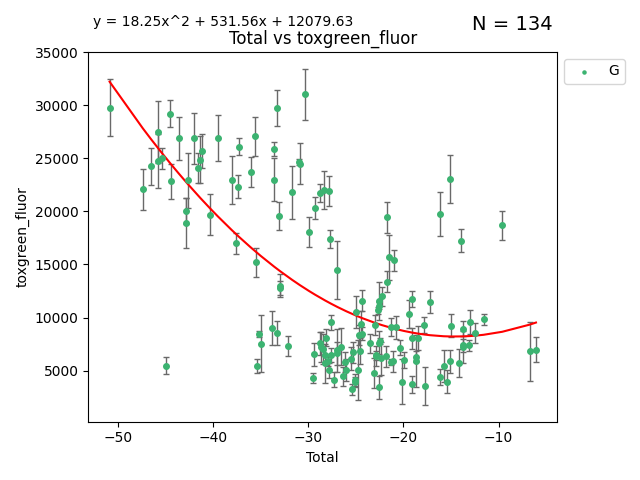 y = 18.25x^2 + 531.56x + 12079.63
N = 134
Total vs toxgreen_fluor
G
35000
30000
25000
20000
15000
10000
5000
toxgreen_fluor
−50 −40 −30 −20 −10
Total